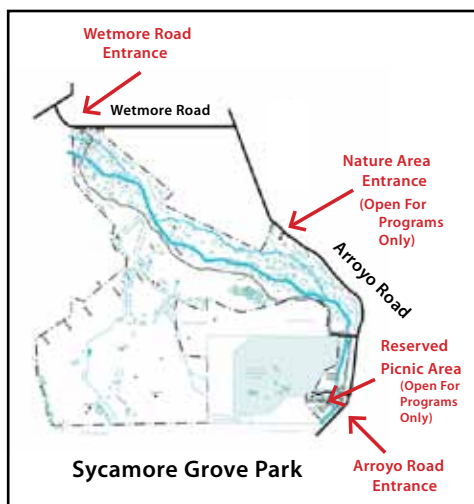 Wetmore Road
Entrance
Wetmore Road
Nature Area
Entrance
(Open For
Programs
Only)
Arroyo Road
Reserved
Picnic Area
(Open For
Programs
Only)
Sycamore Grove Park
Arroyo Road
Entrance